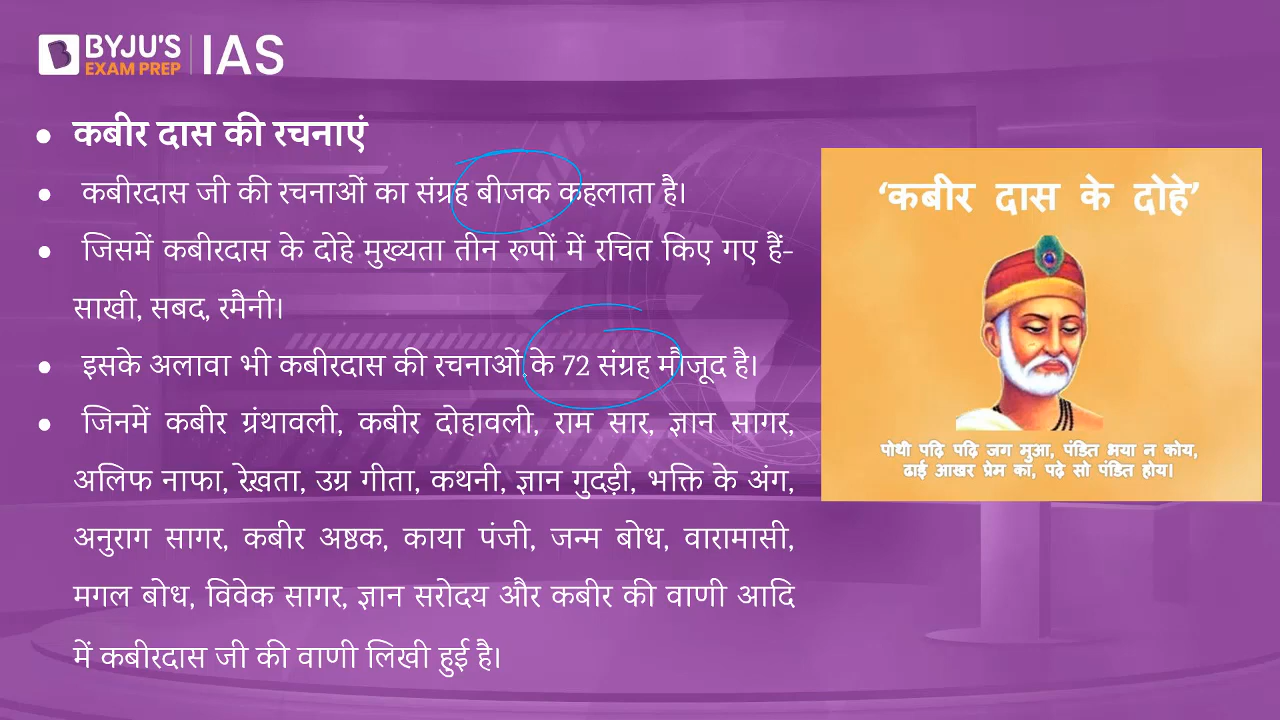 BYJU'S
EXAM PREP
IAS
कबीर दास की रचनाएं
कबीरदास जी की रचनाओं का संग्रह बीजक कहलाता है।
जिसमें कबीरदास के दोहे मुख्यता तीन रूपों में रचित किए गए हैं-
साखी, सबद, रमैनी।
इसके अलावा भी कबीरदास की रचनाओं के 72 संग्रह मौजूद है।
जिनमें कबीर ग्रंथावली, कबीर दोहावली, राम सार, ज्ञान सागर,
अलिफ नाफा, रेख़ता, उग्र गीता, कथनी, ज्ञान गुदड़ी, भक्ति के अंग,
अनुराग सागर, कबीर अष्ठक, काया पंजी, जन्म बोध, वारामासी,
मगल बोध, विवेक सागर, ज्ञान सरोदय और कबीर की वाणी आदि
में कबीरदास जी की वाणी लिखी हुई है।
‘कबीर दास के दोहे’
पोथी पढ़ि पढ़ि जग मुआ, पंडित भया न कोय,
ढाई आखर प्रेम का, पढ़े सो पंडित होय।